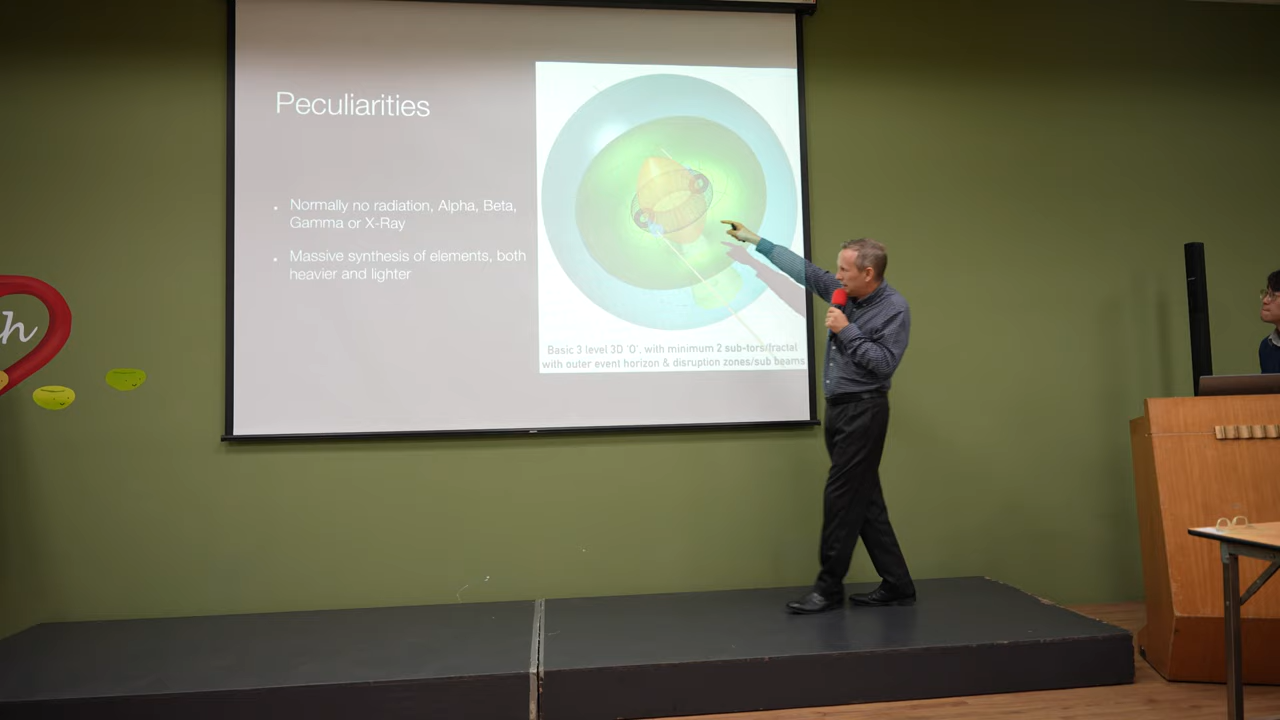 h
Peculiarities
Normally no radiation, Alpha, Beta,
Gamma or X-Ray
Massive synthesis of elements, both
heavier and lighter
Basic 3 level 3D 'O', with minimum 2 sub-tors/fractal
with outer event horizon & disruption zones/sub beams